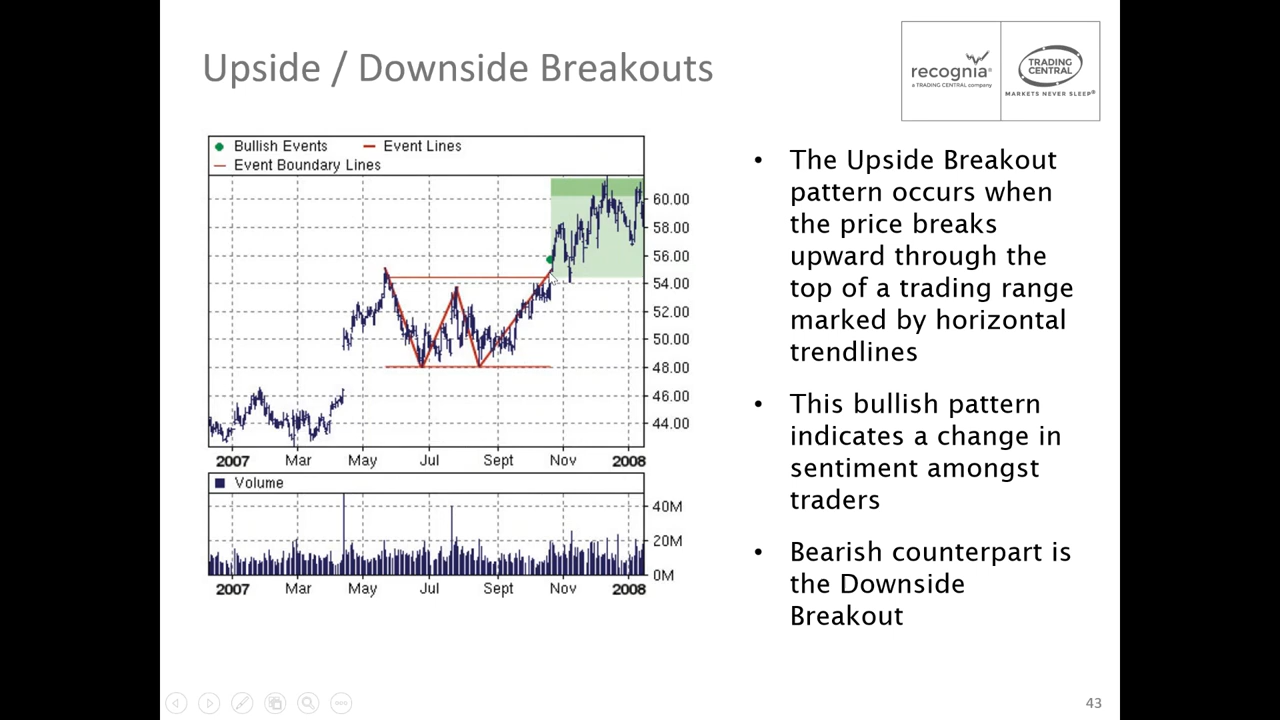 Upside / Downside Breakouts
recognia®
a TRADING CENTRAL company
TRADING
CENTRAL
MARKETS NEVER SLEEP®
Bullish Events
Event Lines
Event Boundary Lines
60.00
58.00
56.00
54.00
52.00
50.00
48.00
46.00
44.00
2007 Mar May Jul Sept Nov 2008
Volume
40M
20M
0M
2007 Mar May Jul Sept Nov 2008
• The Upside Breakout
pattern occurs when
the price breaks
upward through the
top of a trading range
marked by horizontal
trendlines
• This bullish pattern
indicates a change in
sentiment amongst
traders
• Bearish counterpart is
the Downside
Breakout
43